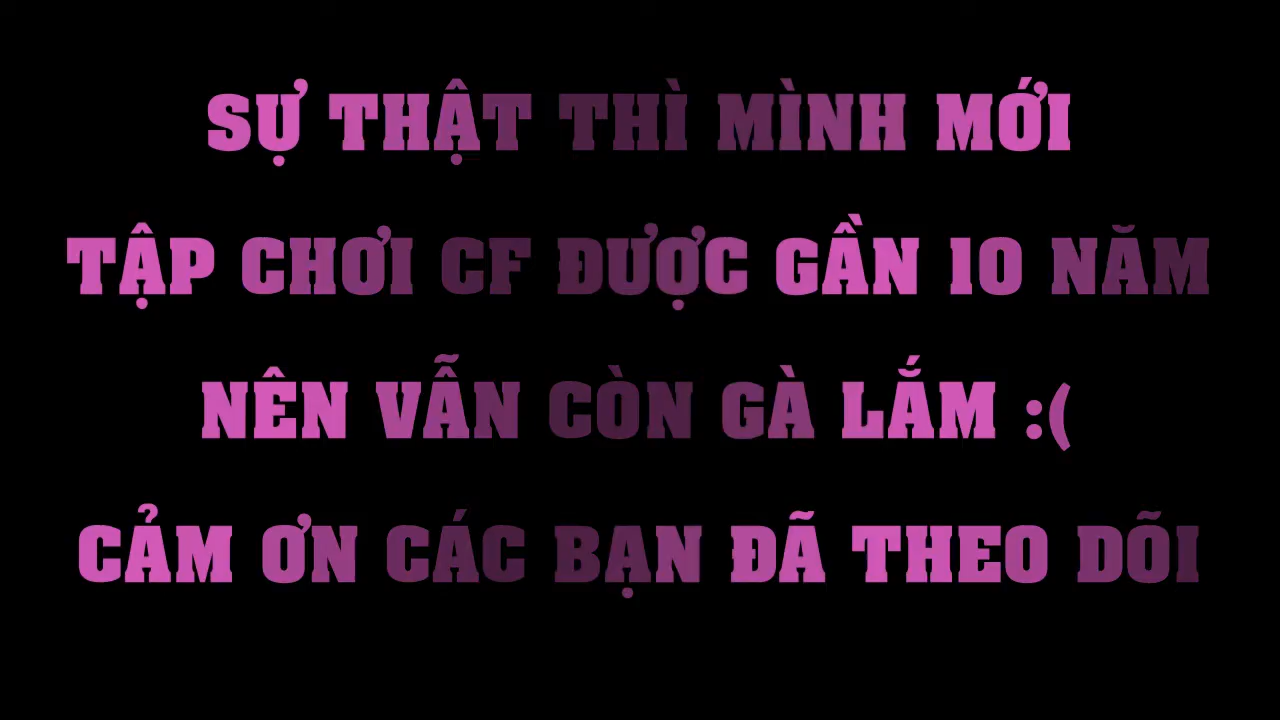 SỰ THẬT THÌ MÌNH MỚI
TẬP CHƠI CF ĐƯỢC GẦN 10 NĂM
NÊN VẪN CÒN GÀ LẮM :(
CẢM ƠN CÁC BẠN ĐÃ THEO DÕI